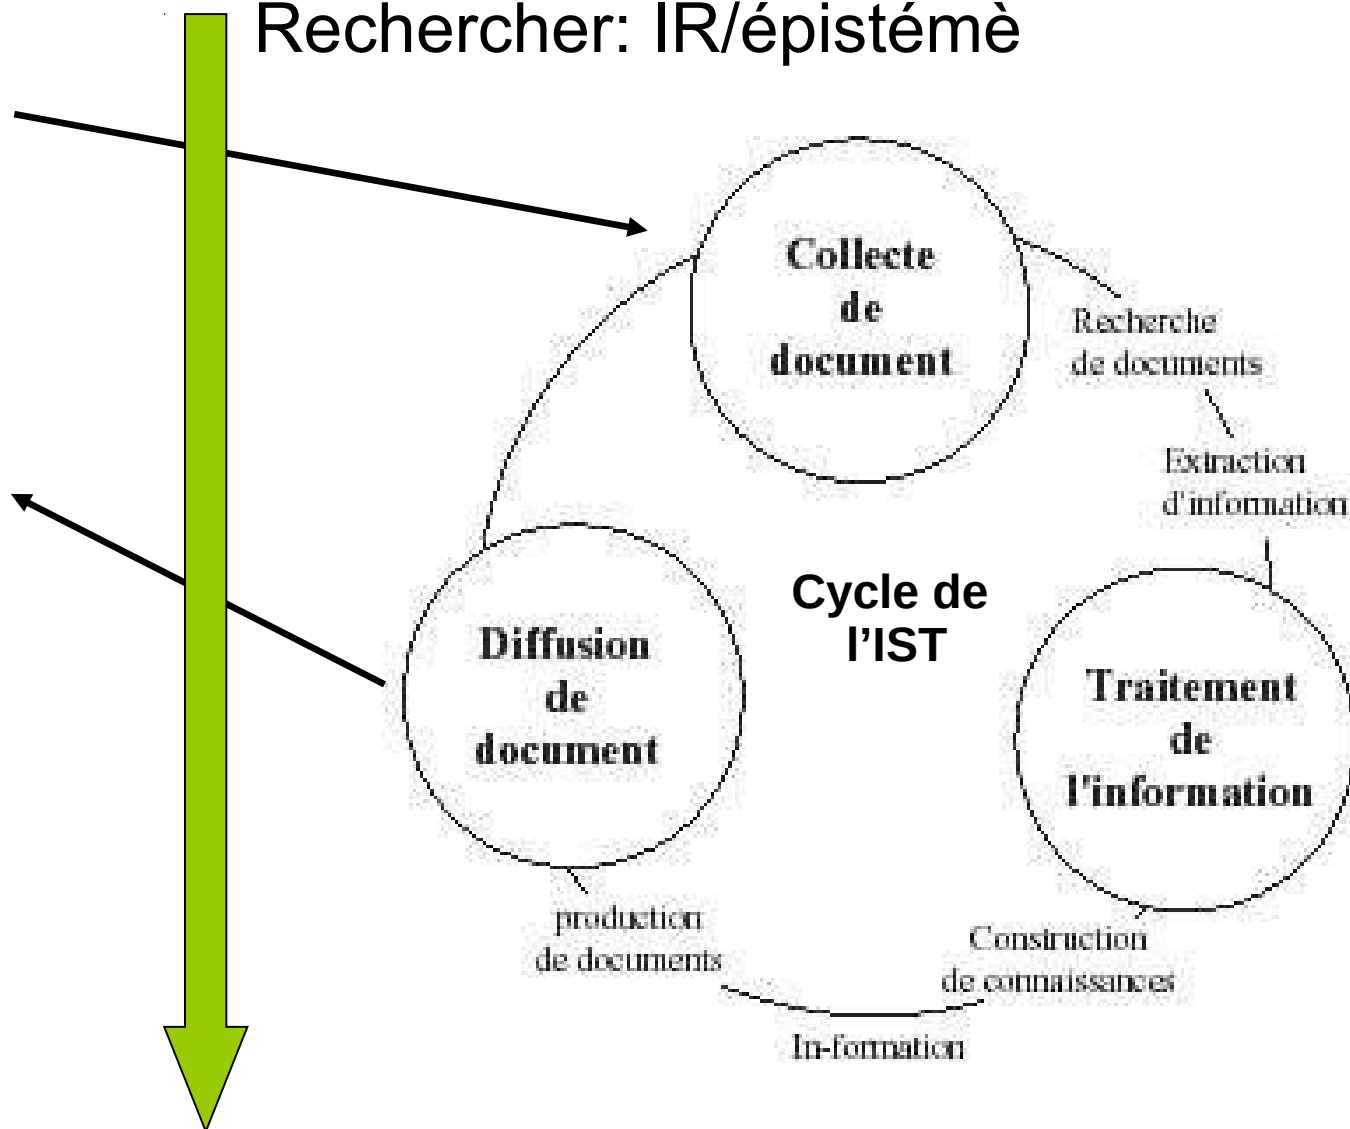 Rechercher: IR/épistémè
Collecte
de
document
Recherche
de documents
Extraction
d'information
Cycle de
l’IST
Traitement
de
l'information
Diffusion
de
document
Construction
de connaissances
production
de documents
In-formation